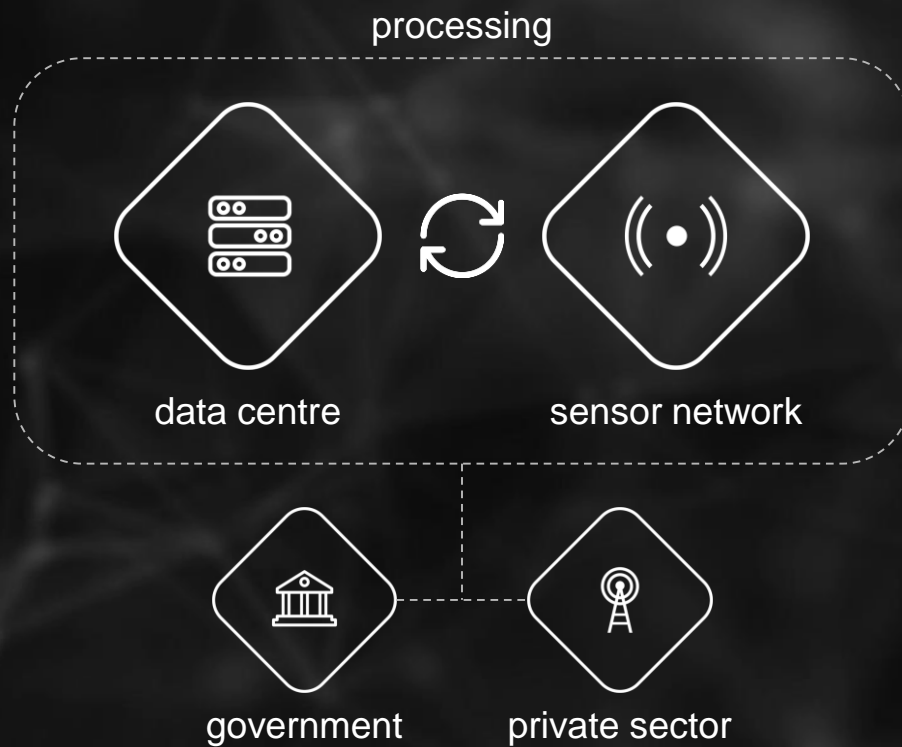 processing
data centre
sensor network
government
private sector